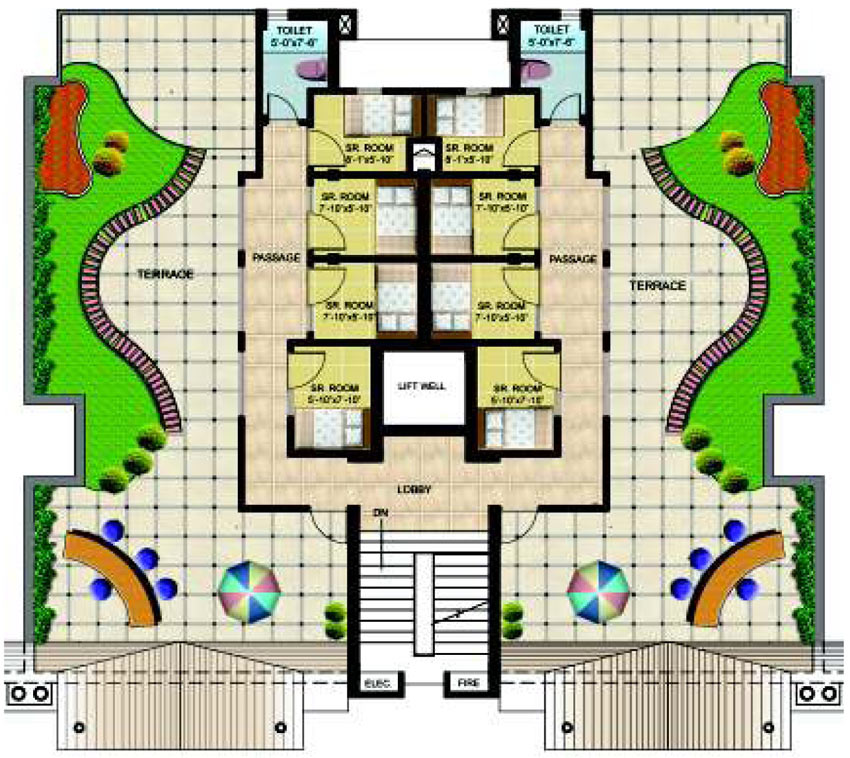 TOILET
5'-0"x7'-6"
TOILET
5'-0"x7'-6"
SR. ROOM
8'-1"x5'-10"
SR. ROOM
8'-1"x5'-10"
SR. ROOM
7'-10"x5'-10"
SR. ROOM
7'-10"x5'-10"
PASSAGE
PASSAGE
TERRACE
TERRACE
SR. ROOM
7'-10"x5'-10"
SR. ROOM
7'-10"x5'-10"
SR. ROOM
5'-10"x7'-10"
LIFT WELL
SR. ROOM
5'-10"x7'-10"
LOBBY
DN
ELEC.
FIRE